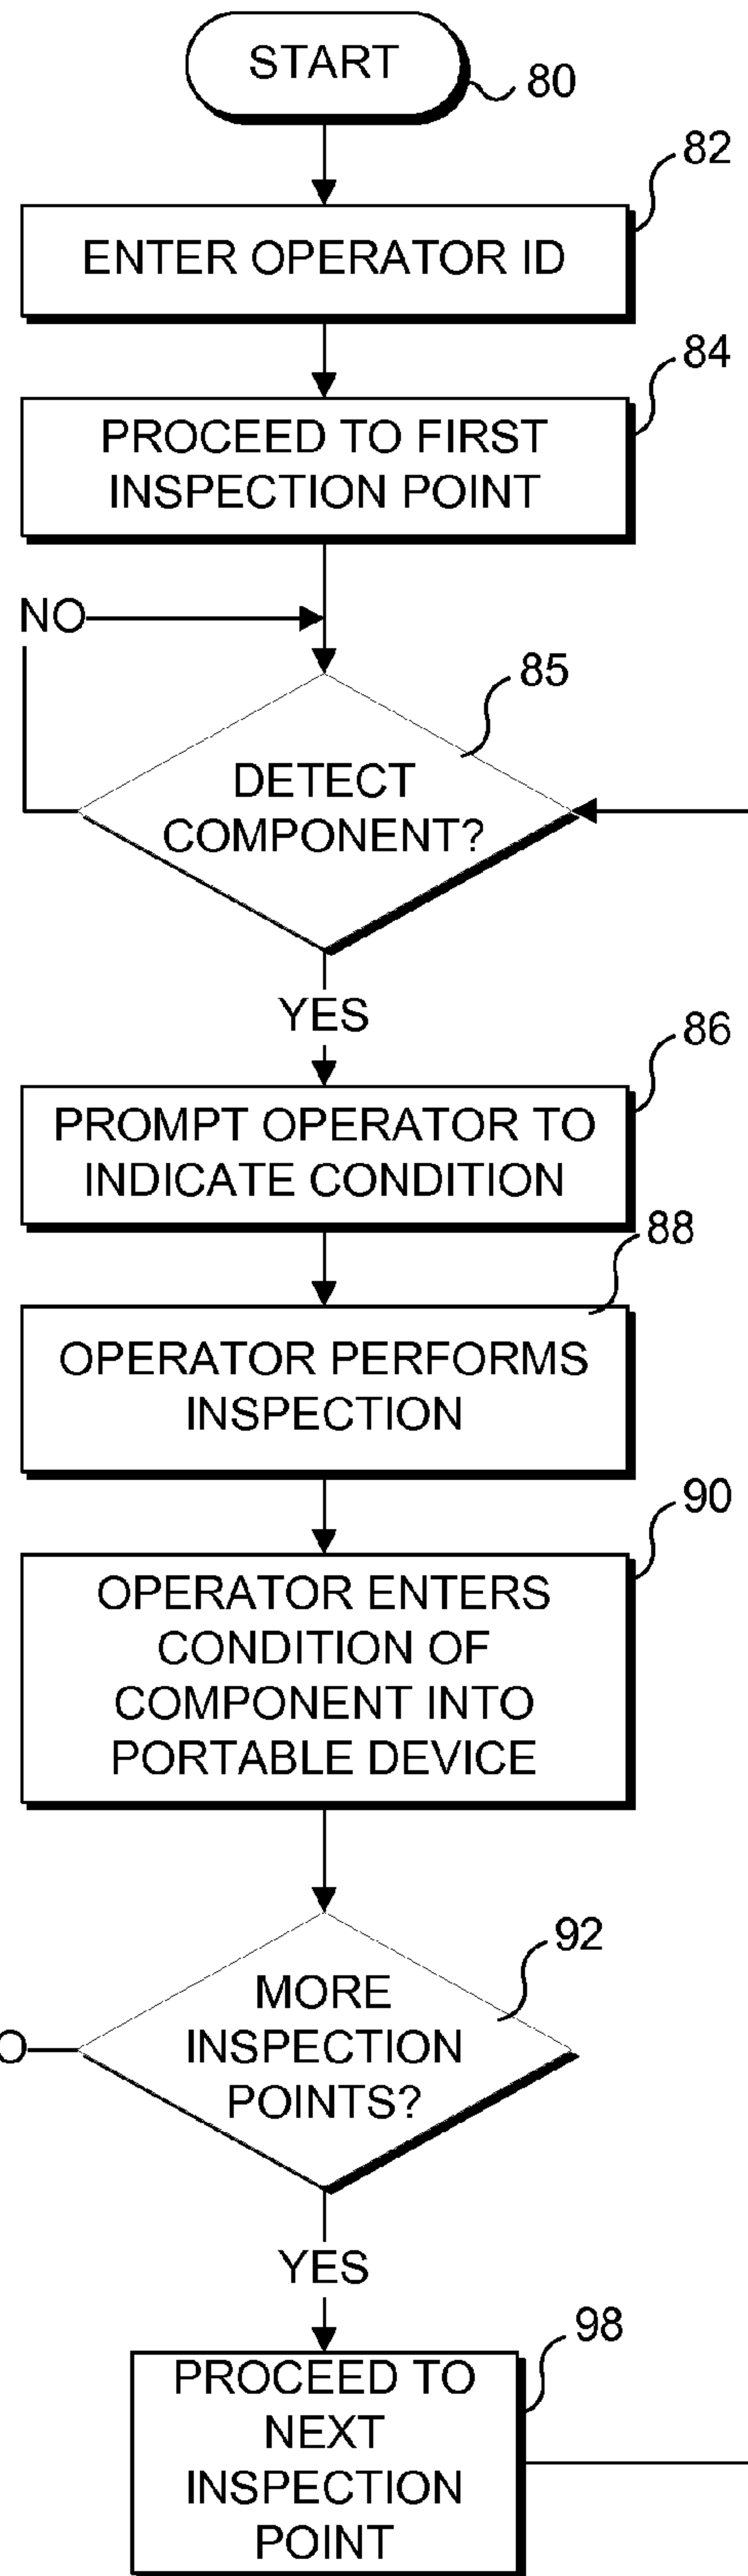 START
80
82
ENTER OPERATOR ID
84
PROCEED TO FIRST
INSPECTION POINT
NO
85
DETECT
COMPONENT?
YES
86
PROMPT OPERATOR TO
INDICATE CONDITION
88
OPERATOR PERFORMS
INSPECTION
90
OPERATOR ENTERS
CONDITION OF
COMPONENT INTO
PORTABLE DEVICE
92
MORE
INSPECTION
POINTS?
O
YES
98
PROCEED TO
NEXT
INSPECTION
POINT